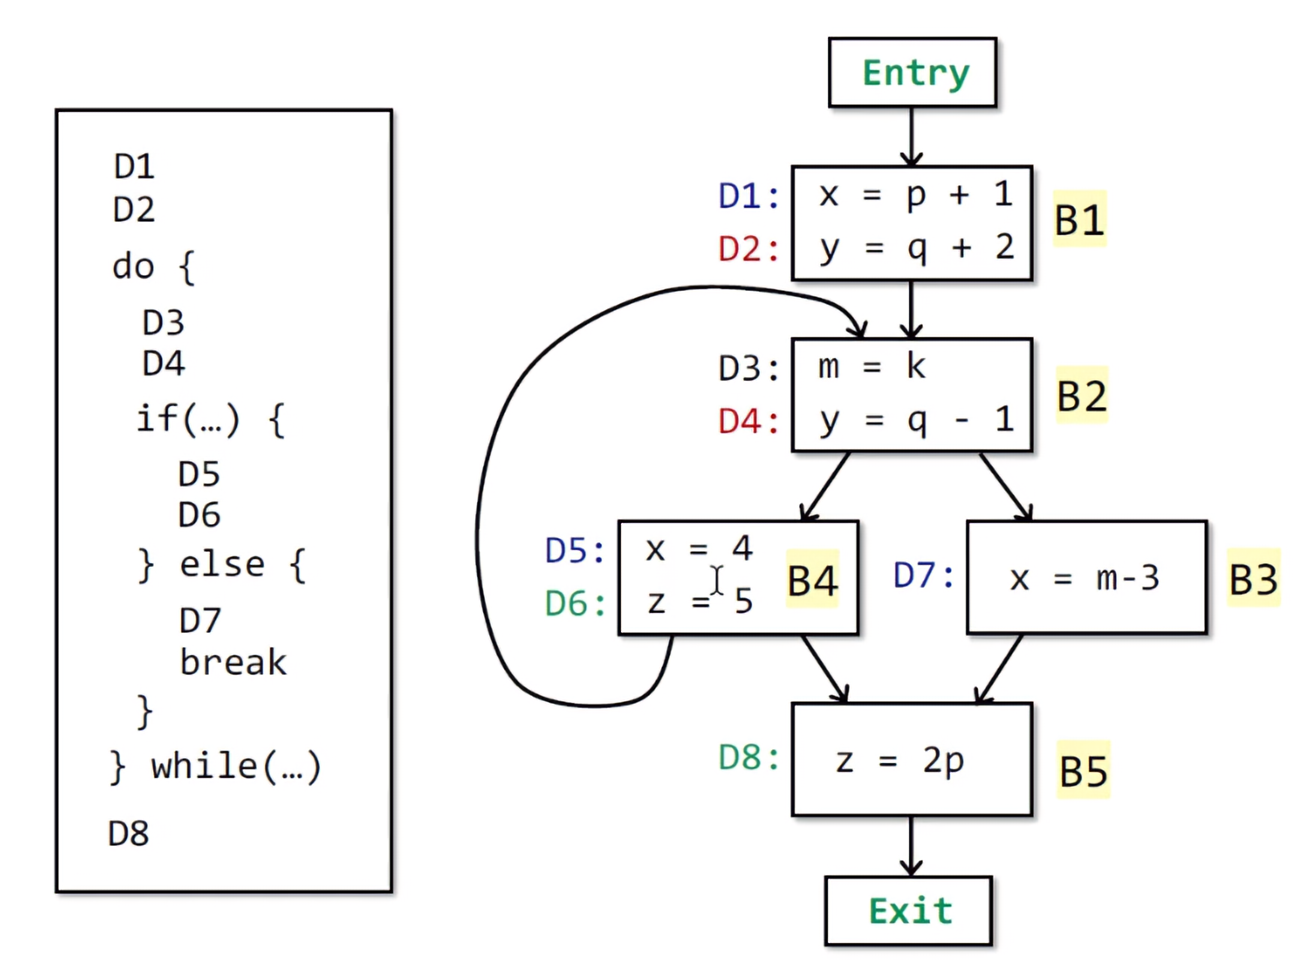 D1
D2
do {
D3
D4
if(…) {
D5
D6
} else {
D7
break
}
} while(…)
D8
Entry
D1: x = p + 1
D2: y = q + 2
B1
D3: m = k
D4: y = q - 1
B2
D5: x = 4
D6: z = 5
B4
D7: x = m-3
B3
D8: z = 2p
B5
Exit